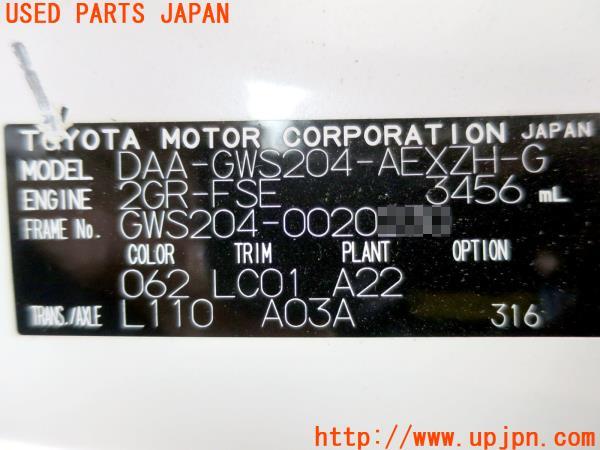 USED PARTS JAPAN
TOYOTA MOTOR CORPORATION JAPAN
MODEL DAA-GWS204-AEXZH-G
ENGINE 2GR-FSE 3456 mL
FRAME No. GWS204-0020
COLOR TRIM PLANT OPTION
062 LC01 A22
TRANS./AXLE L110 A03A 316
UPJ
http://www.upjpn.com